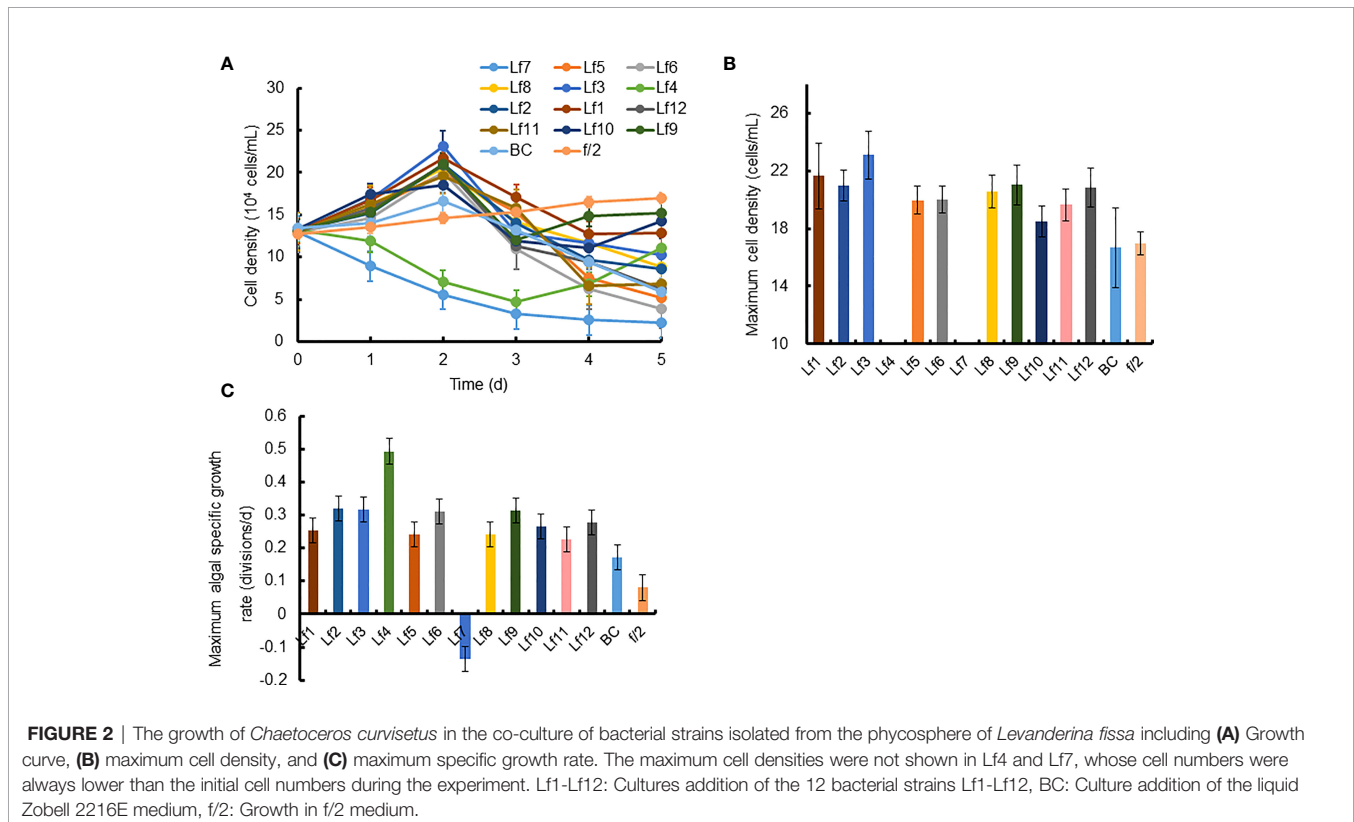 A
Lf7 Lf5 Lf6
Lf8 Lf3 Lf4
Lf2 Lf1 Lf12
Lf11 Lf10 Lf9
BC f/2
Cell density (10⁴ cells/mL)
30
25
20
15
10
5
0
0 1 2 3 4 5
Time (d)
B
Maximum cell density (cells/mL)
26
22
18
14
10
Lf1 Lf2 Lf3 Lf4 Lf5 Lf6 Lf7 Lf8 Lf9 Lf10 Lf11 Lf12 BC f/2
C
Maximum algal specific growth
rate (divisions/d)
0.6
0.5
0.4
0.3
0.2
0.1
0
-0.1
-0.2
Lf1 Lf2 Lf3 Lf4 Lf5 Lf6 Lf7 Lf8 Lf9 Lf10 Lf11 Lf12 BC f/2
FIGURE 2 | The growth of Chaetoceros curvisetus in the co-culture of bacterial strains isolated from the phycosphere of Levanderina fissa including (A) Growth
curve, (B) maximum cell density, and (C) maximum specific growth rate. The maximum cell densities were not shown in Lf4 and Lf7, whose cell numbers were
always lower than the initial cell numbers during the experiment. Lf1-Lf12: Cultures addition of the 12 bacterial strains Lf1-Lf12, BC: Culture addition of the liquid
Zobell 2216E medium, f/2: Growth in f/2 medium.